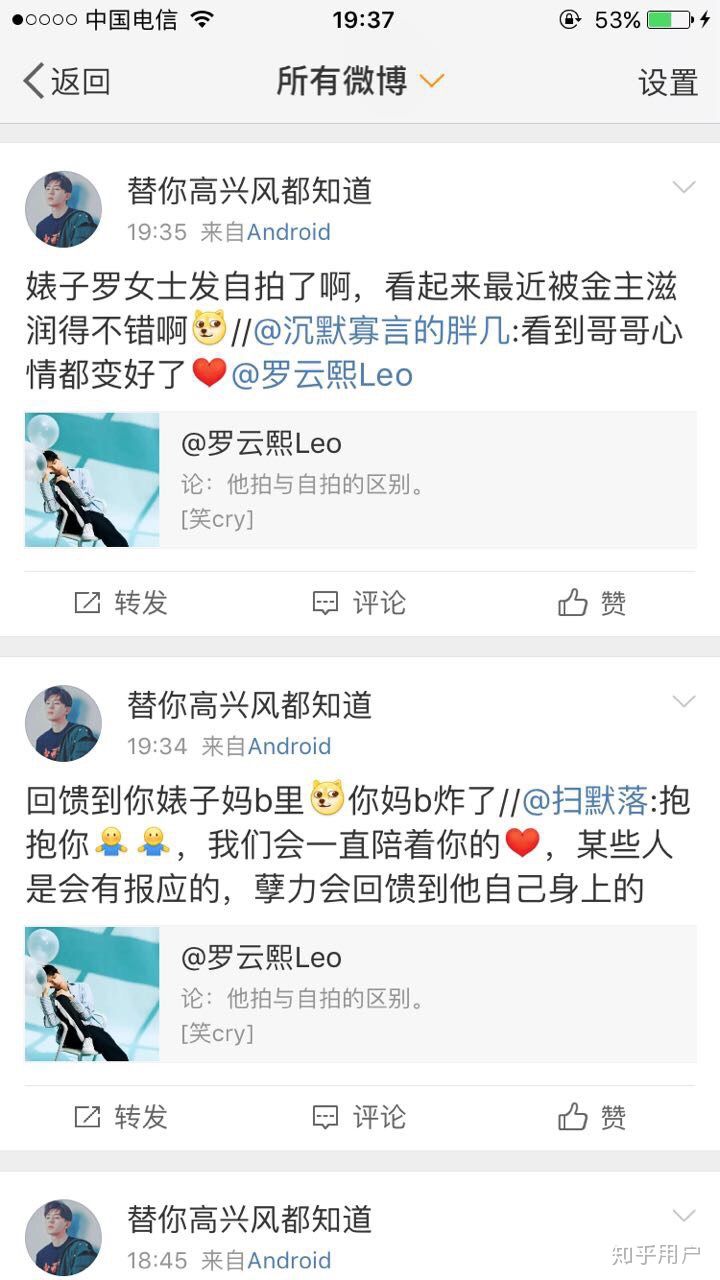 中国电信 19:37 53%
返回 所有微博 设置
替你高兴风都知道
19:35 来自Android
婊子罗女士发自拍了啊，看起来最近被金主滋
润得不错啊//@沉默寡言的胖几:看到哥哥心
情都变好了❤@罗云熙Leo
@罗云熙Leo
论：他拍与自拍的区别。
[笑cry]
转发 评论 赞
替你高兴风都知道
19:34 来自Android
回馈到你婊子妈b里你妈b炸了//@扫默落:抱
抱你，我们会一直陪着你的❤，某些人
是会有报应的，孽力会回馈到他自己身上的
@罗云熙Leo
论：他拍与自拍的区别。
[笑cry]
转发 评论 赞
替你高兴风都知道
18:45 来自Android
知乎用户